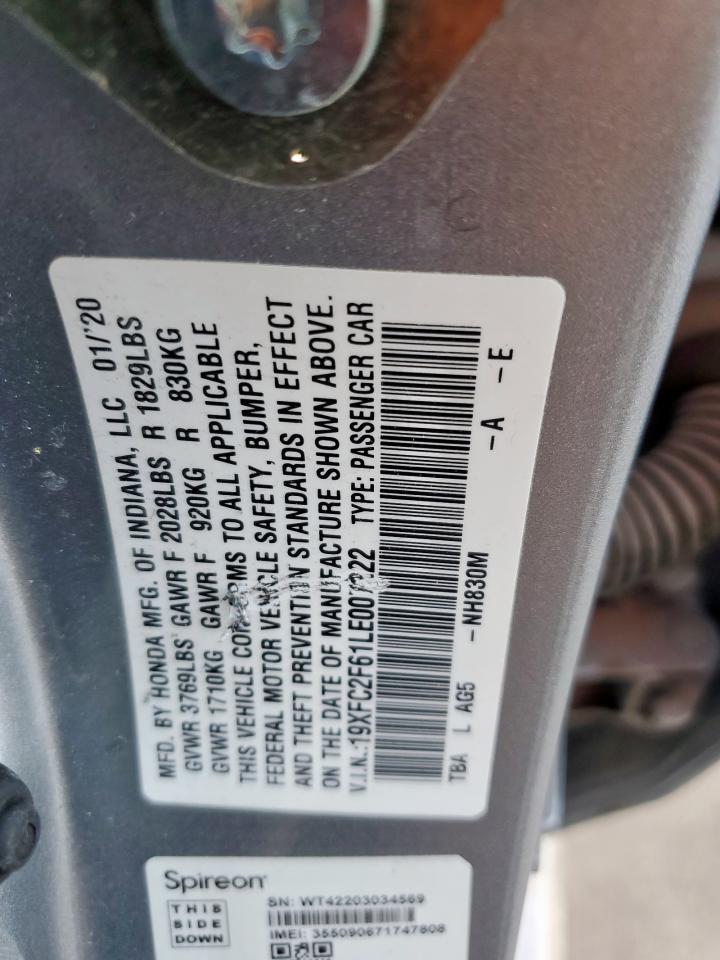 MFD. BY HONDA MFG. OF INDIANA, LLC 01/'20
GVWR 3769LBS GAWR F 2028LBS R 1829LBS
GVWR 1710KG GAWR F 920KG R 830KG
THIS VEHICLE CONFORMS TO ALL APPLICABLE
FEDERAL MOTOR VEHICLE SAFETY, BUMPER,
AND THEFT PREVENTION STANDARDS IN EFFECT
ON THE DATE OF MANUFACTURE SHOWN ABOVE.
V.I.N.: TYPE: PASSENGER CAR
TBA L AG5 -NH830M -A -E
Spireon
THIS
SIDE
DOWN
SN: WT42203034569
IMEI: 355090671747808